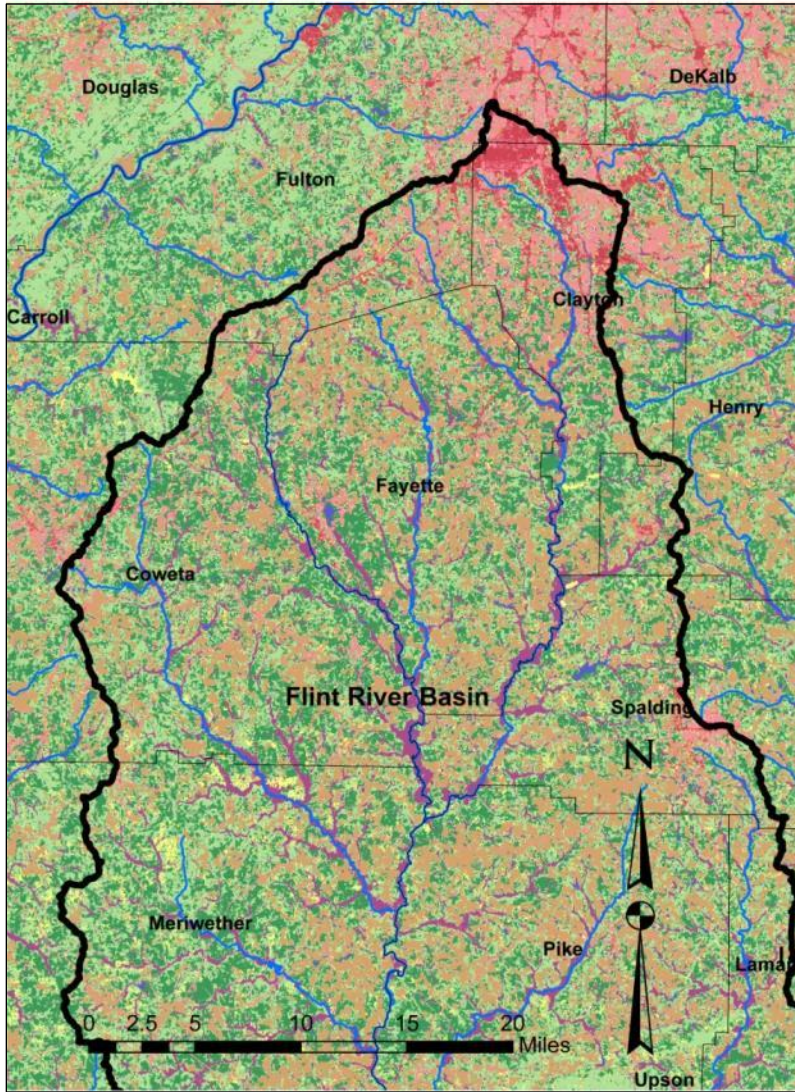 DeKalb
Douglas
Fulton
Clayton
Carroll
Henry
Fayette
Coweta
Flint River Basin
Spalding
N
Meriwether
Pike
Lamar
0 2.5 5 10 15 20
Miles
Upson